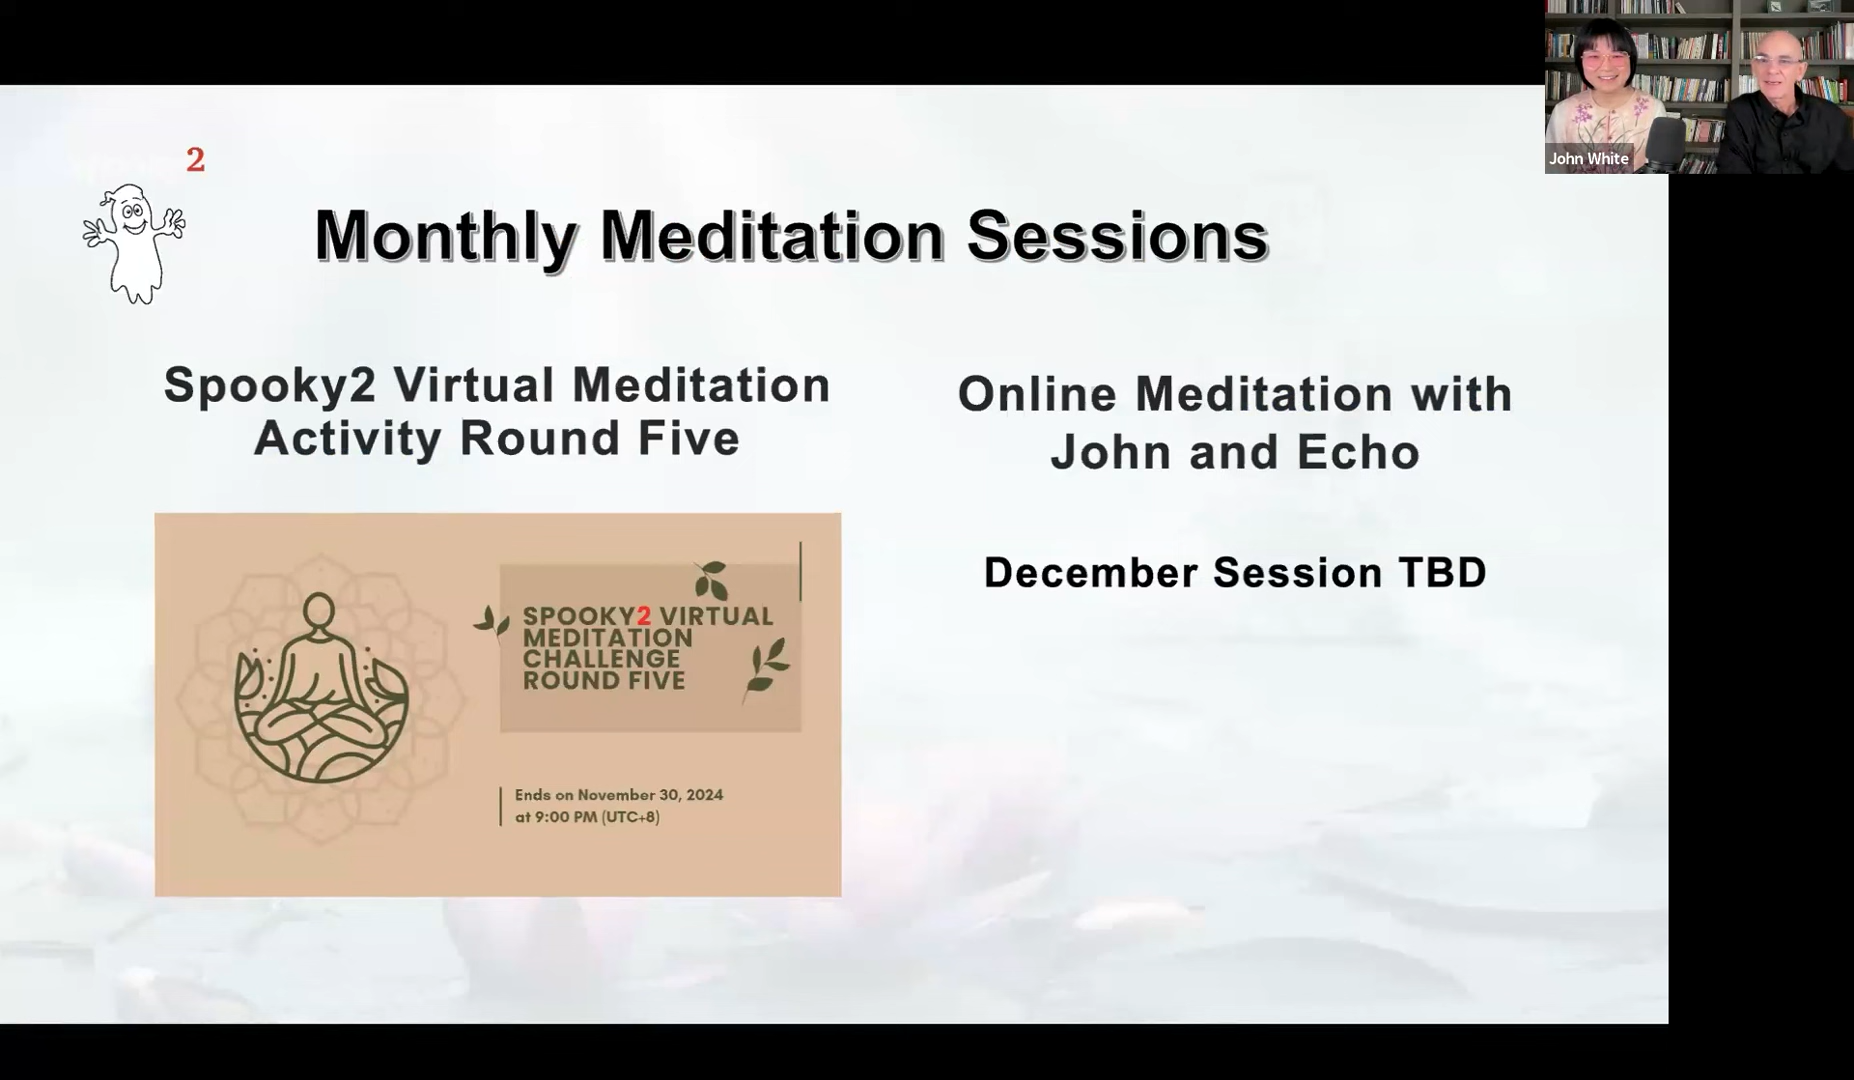 John White
2
Monthly Meditation Sessions
Spooky2 Virtual Meditation
Activity Round Five
SPOOKY2 VIRTUAL
MEDITATION
CHALLENGE
ROUND FIVE
Ends on November 30, 2024
at 9:00 PM (UTC+8)
Online Meditation with
John and Echo
December Session TBD